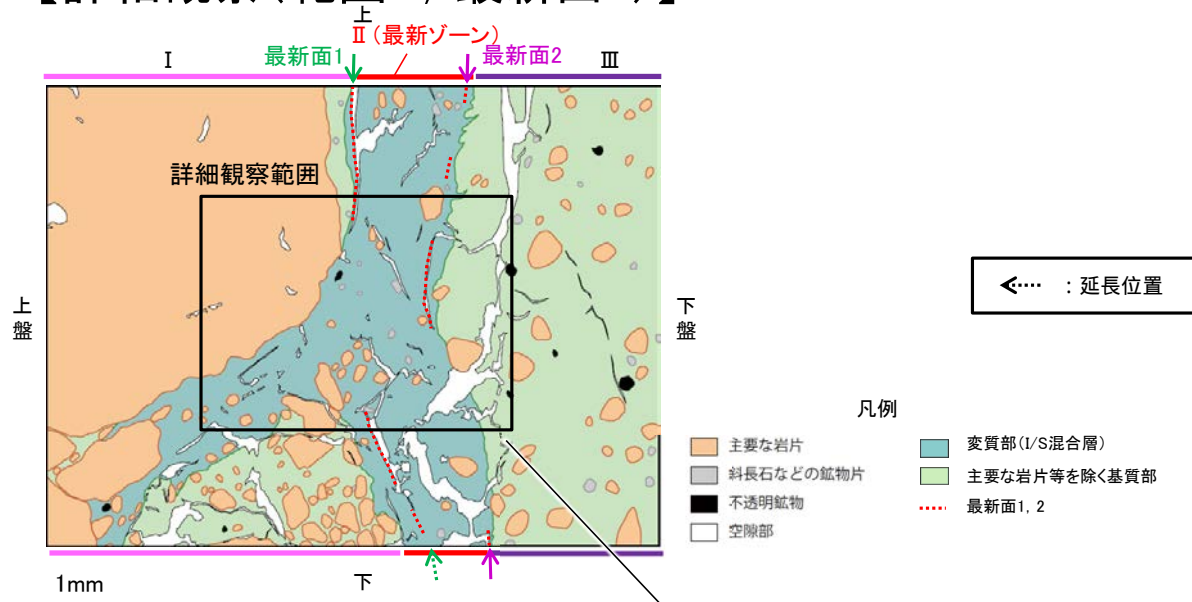 上
Ⅱ(最新ゾーン)
Ⅰ
最新面1
最新面2
Ⅲ
詳細観察範囲
上盤
下盤
:延長位置
凡例
主要な岩片
斜長石などの鉱物片
不透明鉱物
空隙部
変質部(I/S混合層)
主要な岩片等を除く基質部
最新面1, 2
1mm
下